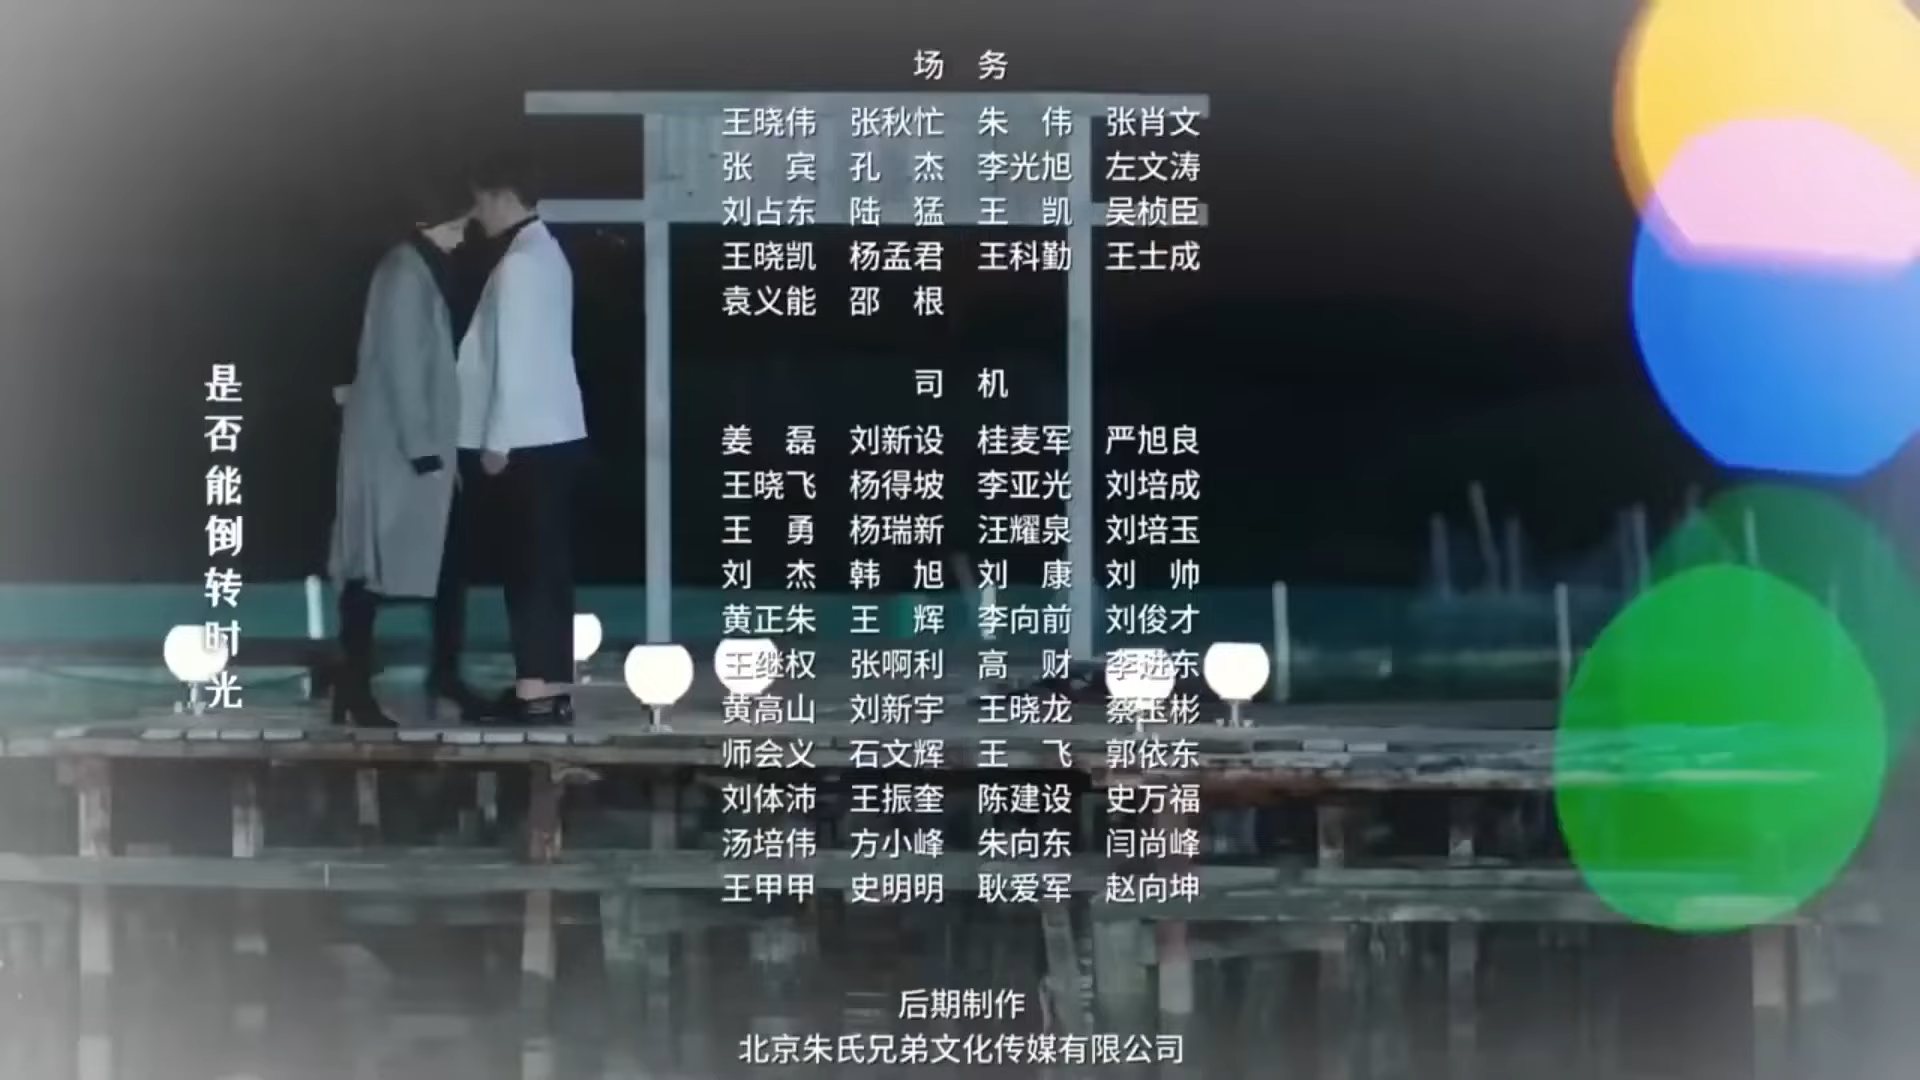 场 务
王晓伟 张秋忙 朱 伟 张肖文
张 宾 孔 杰 李光旭 左文涛
刘占东 陆 猛 王 凯 吴桢臣
王晓凯 杨孟君 王科勤 王士成
袁义能 邵 根
是否能倒转时光
司 机
姜 磊 刘新设 桂麦军 严旭良
王晓飞 杨得坡 李亚光 刘培成
王 勇 杨瑞新 汪耀泉 刘培玉
刘 杰 韩 旭 刘 康 刘 帅
黄正朱 王 辉 李向前 刘俊才
王继权 张啊利 高 财 李进东
黄高山 刘新宇 王晓龙 蔡玉彬
师会义 石文辉 王 飞 郭依东
刘体沛 王振奎 陈建设 史万福
汤培伟 方小峰 朱向东 闫尚峰
王甲甲 史明明 耿爱军 赵向坤
后期制作
北京朱氏兄弟文化传媒有限公司